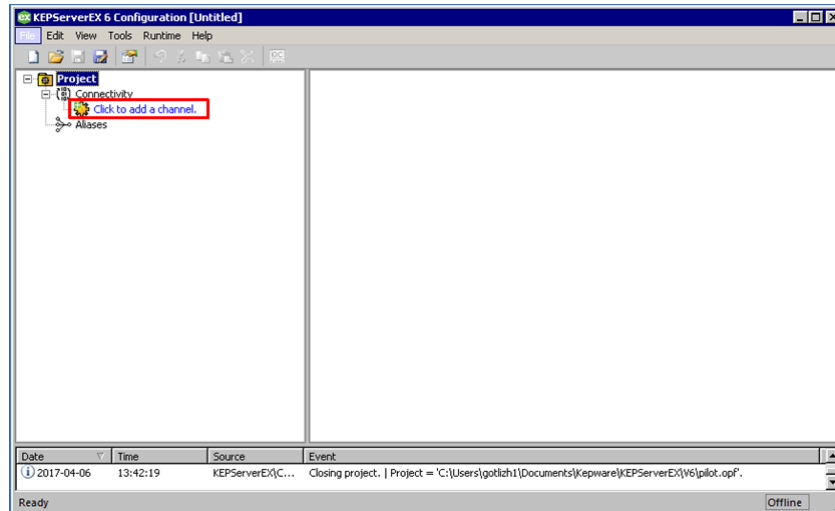 KEPServerEX 6 Configuration [Untitled]
File Edit View Tools Runtime Help
Project
Connectivity
Click to add a channel.
Aliases
Date Time Source Event
2017-04-06 13:42:19 KEPServerEX\C... Closing project. | Project = 'C:\Users\gotlizh1\Documents\Kepware\KEPServerEX\V6\pilot.opf'.
Ready Offline